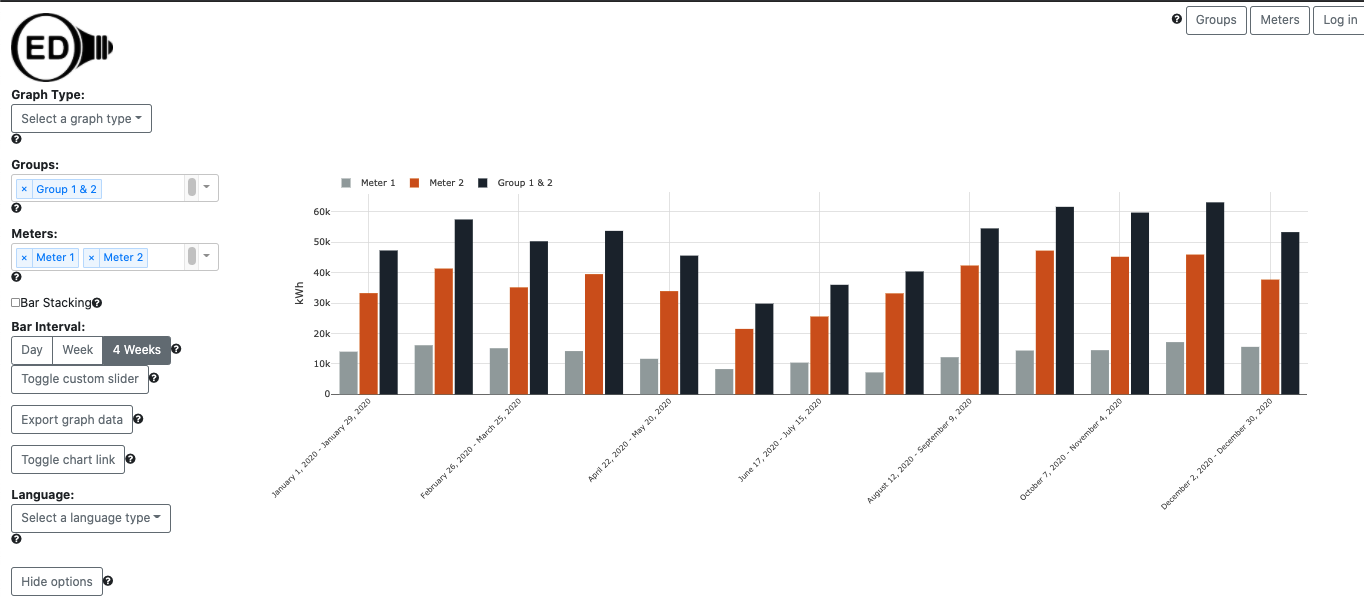 ED
Groups Meters Log in
Graph Type:
Select a graph type
Groups:
× Group 1 & 2
Meters:
× Meter 1 × Meter 2
Bar Stacking
Bar Interval:
Day Week 4 Weeks
Toggle custom slider
Export graph data
Toggle chart link
Language:
Select a language type
Hide options
Meter 1 Meter 2 Group 1 & 2
kWh
60k
50k
40k
30k
20k
10k
0
January 1, 2020 - January 29, 2020
February 26, 2020 - March 25, 2020
April 22, 2020 - May 20, 2020
June 17, 2020 - July 15, 2020
August 12, 2020 - September 9, 2020
October 7, 2020 - November 4, 2020
December 2, 2020 - December 30, 2020